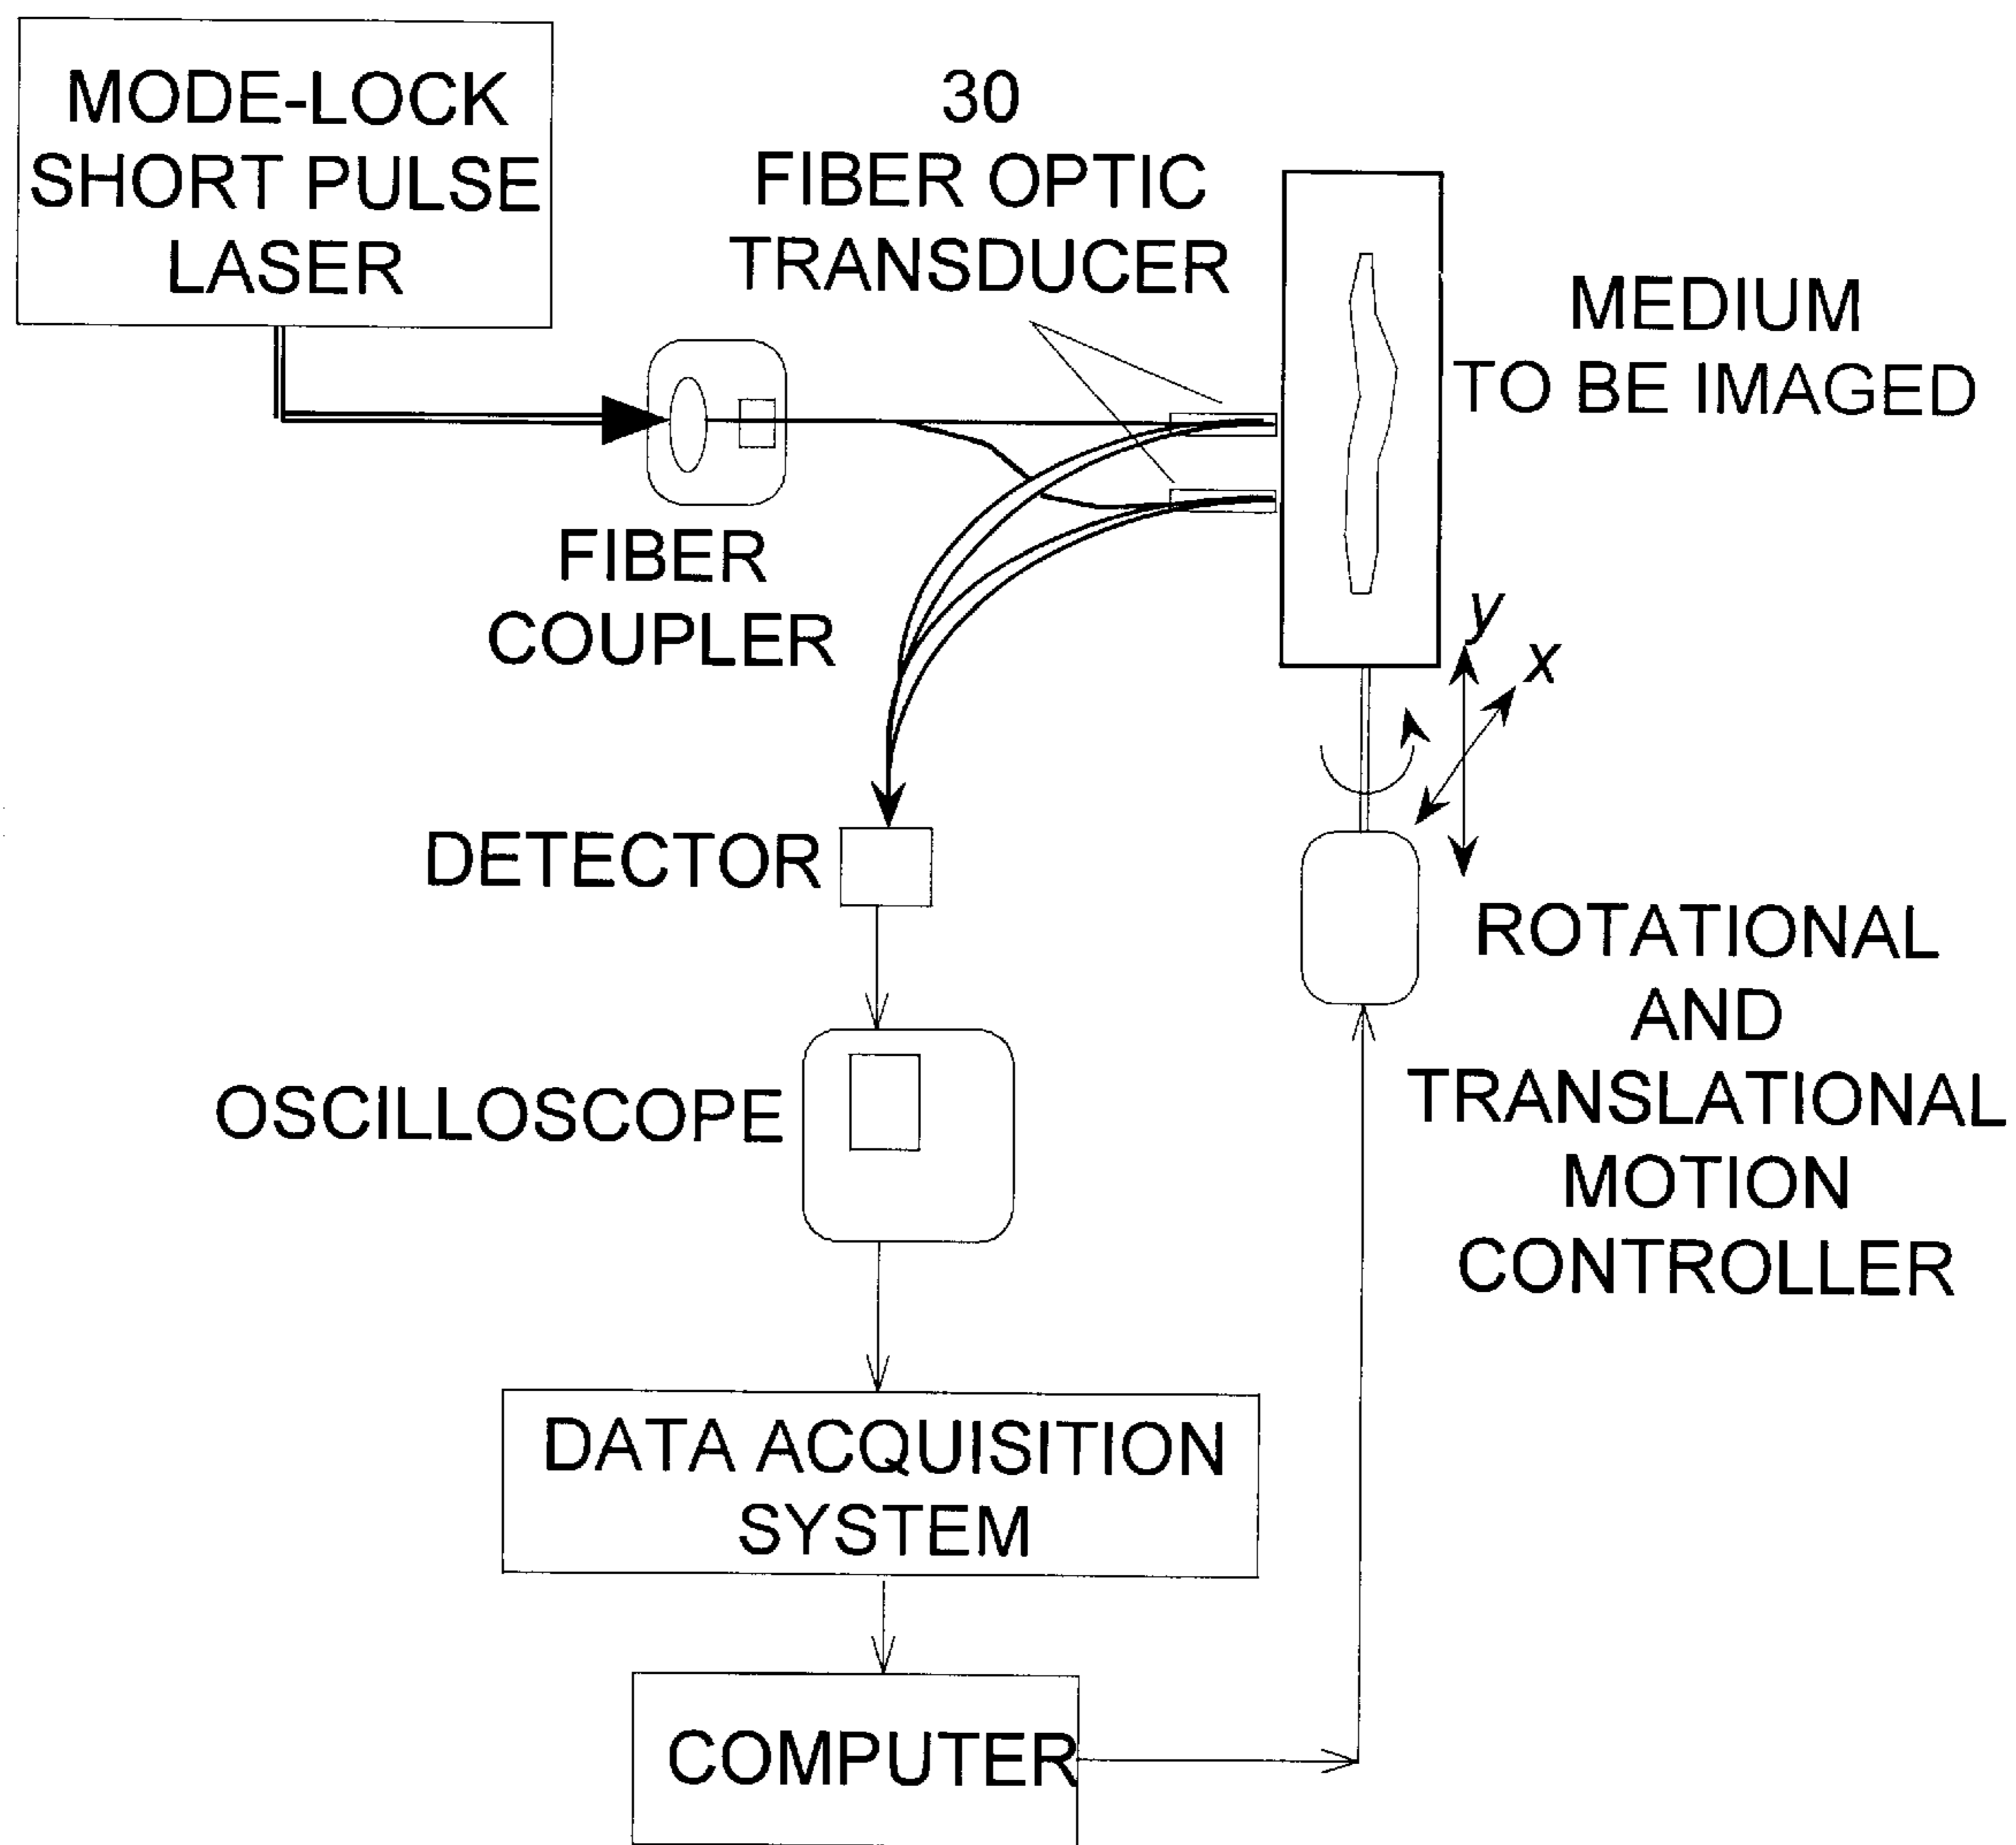 MODE-LOCK
SHORT PULSE
LASER
30
FIBER OPTIC
TRANSDUCER
MEDIUM
TO BE IMAGED
FIBER
COUPLER
y
x
DETECTOR
ROTATIONAL
AND
TRANSLATIONAL
MOTION
CONTROLLER
OSCILLOSCOPE
DATA ACQUISITION
SYSTEM
COMPUTER